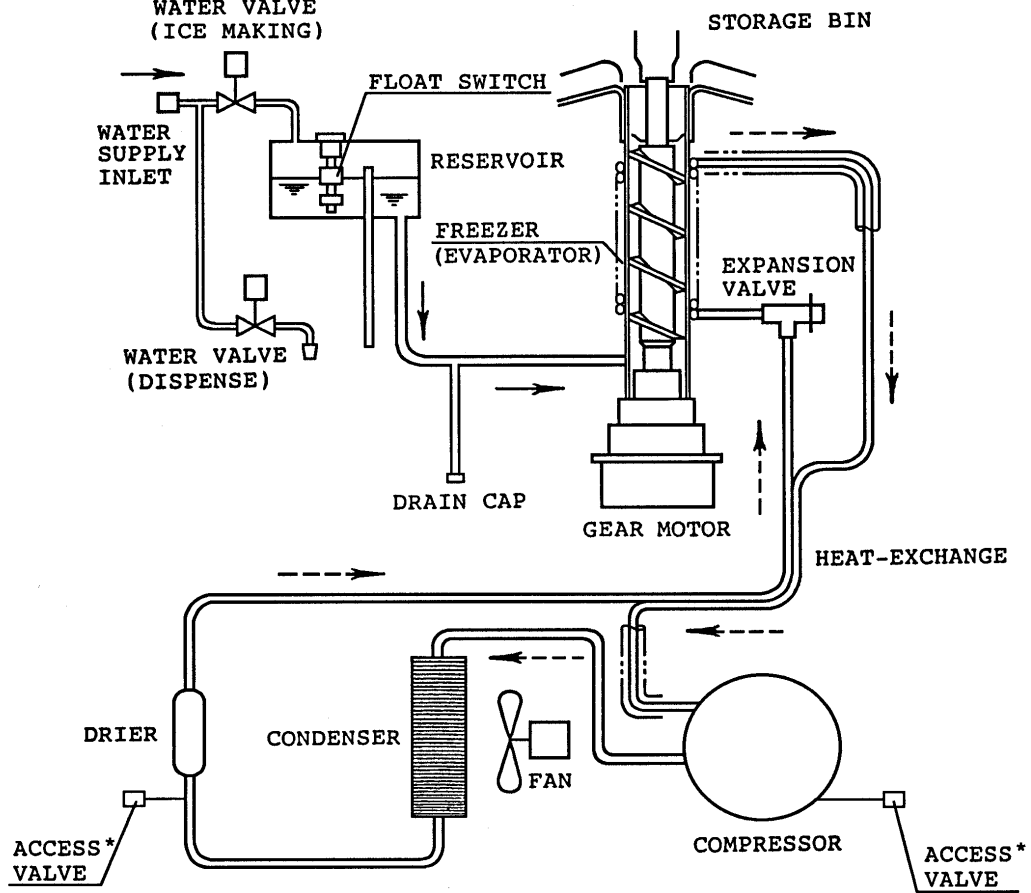 WATER VALVE
(ICE MAKING)
STORAGE BIN
FLOAT SWITCH
WATER
SUPPLY
INLET
RESERVOIR
FREEZER
(EVAPORATOR)
EXPANSION
VALVE
WATER VALVE
(DISPENSE)
DRAIN CAP
GEAR MOTOR
HEAT-EXCHANGE
DRIER
CONDENSER
FAN
COMPRESSOR
ACCESS*
VALVE
ACCESS*
VALVE